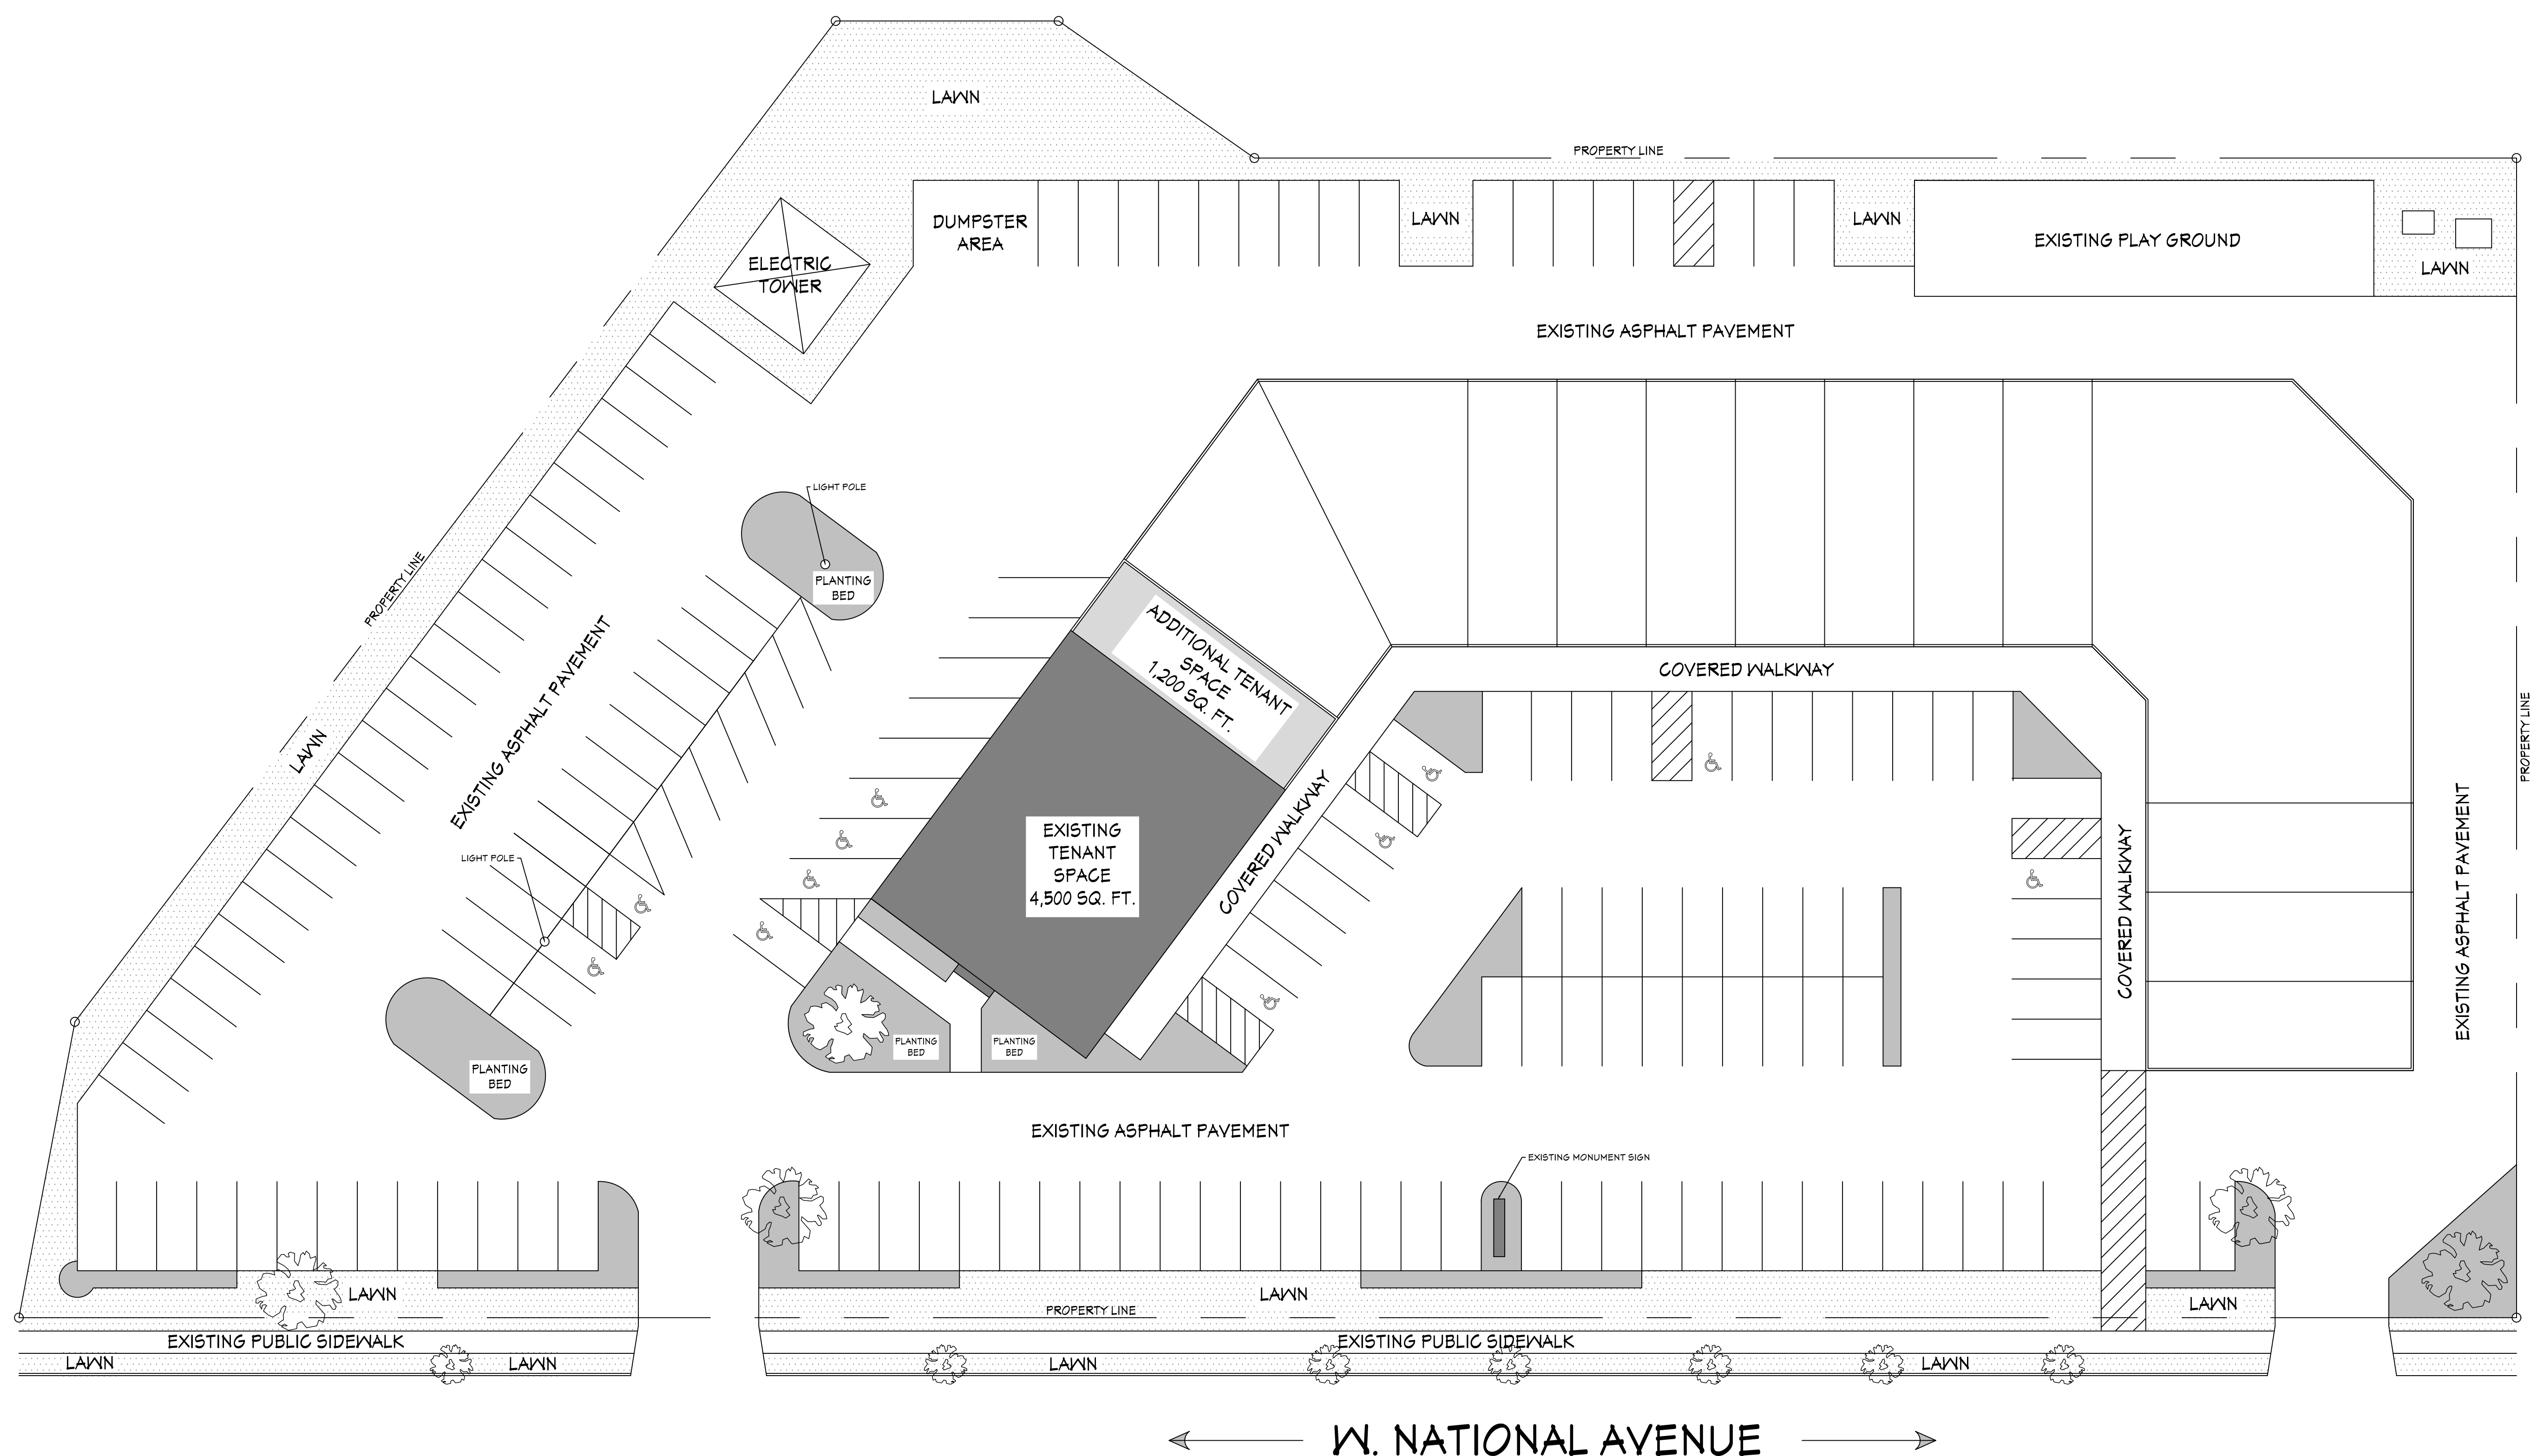 LAWN
PROPERTY LINE
DUMPSTER
AREA
LAWN
LAWN
EXISTING PLAY GROUND
LAWN
ELECTRIC
TOWER
EXISTING ASPHALT PAVEMENT
LIGHT POLE
PLANTING
BED
PROPERTY LINE
EXISTING ASPHALT PAVEMENT
LAWN
ADDITIONAL TENANT
SPACE
1,200 SQ. FT.
COVERED WALKWAY
PROPERTY LINE
EXISTING
TENANT
SPACE
4,500 SQ. FT.
COVERED WALKWAY
COVERED WALKWAY
EXISTING ASPHALT PAVEMENT
LIGHT POLE
PLANTING
BED
PLANTING
BED
PLANTING
BED
EXISTING ASPHALT PAVEMENT
EXISTING MONUMENT SIGN
LAWN
LAWN
LAWN
PROPERTY LINE
EXISTING PUBLIC SIDEWALK
EXISTING PUBLIC SIDEWALK
LAWN
LAWN
LAWN
LAWN
W. NATIONAL AVENUE